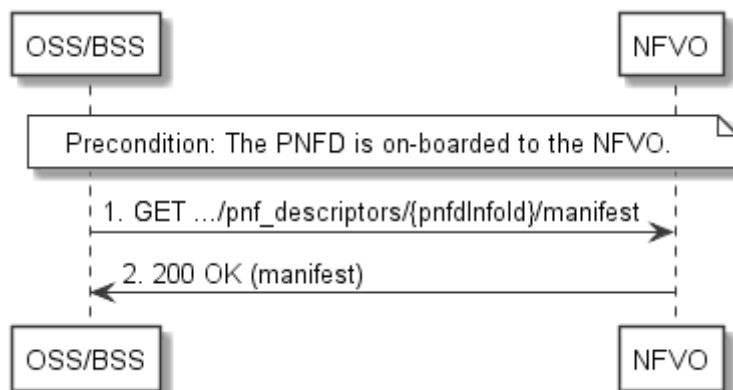 OSS/BSS
NFVO
Precondition: The PNFD is on-boarded to the NFVO.
1. GET .../pnf_descriptors/{pnfdInfoId}/manifest
2. 200 OK (manifest)
OSS/BSS
NFVO